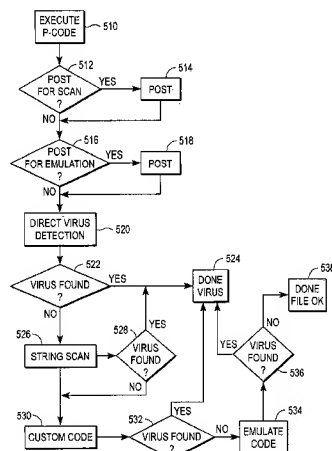 EXECUTE
P-CODE
510
512
POST
FOR SCAN
?
YES
514
POST
NO
516
POST
FOR EMULATION
?
YES
518
POST
NO
DIRECT VIRUS
DETECTION
520
522
VIRUS FOUND
?
YES
524
DONE
VIRUS
538
DONE
FILE OK
NO
526
STRING SCAN
528
YES
VIRUS
FOUND
?
NO
YES
NO
VIRUS
FOUND
?
536
530
CUSTOM CODE
532
YES
VIRUS FOUND
?
NO
534
EMULATE
CODE